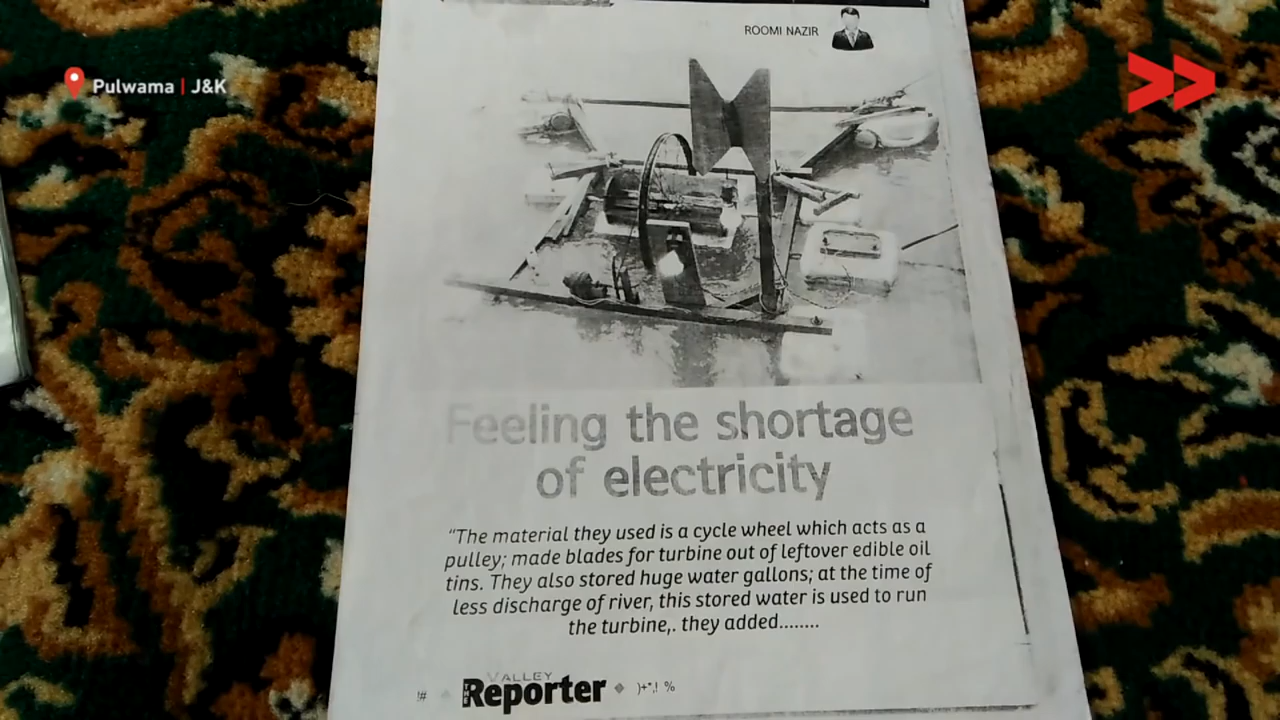 Pulwama | J&K
ROOMI NAZIR
Feeling the shortage
of electricity
"The material they used is a cycle wheel which acts as a
pulley; made blades for turbine out of leftover edible oil
tins. They also stored huge water gallons; at the time of
less discharge of river, this stored water is used to run
the turbine,. they added........
VALLEY
Reporter